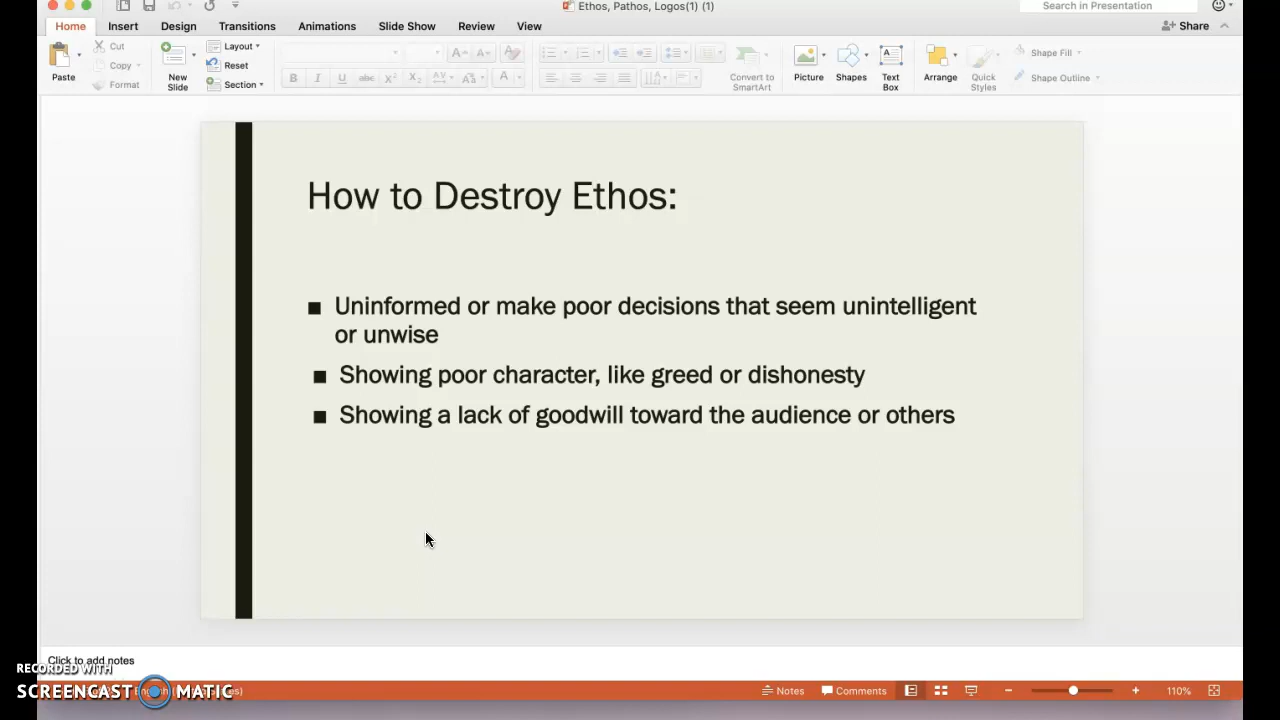 Ethos, Pathos, Logos(1) (1)
Search in Presentation
Home Insert Design Transitions Animations Slide Show Review View
Share
Paste
Cut
Copy
Format
New
Slide
Layout
Reset
Section
Convert to
SmartArt
Picture
Shapes
Text
Box
Arrange
Quick
Styles
Shape Fill
Shape Outline
How to Destroy Ethos:
■ Uninformed or make poor decisions that seem unintelligent
or unwise
■ Showing poor character, like greed or dishonesty
■ Showing a lack of goodwill toward the audience or others
Click to add notes
RECORDED WITH
SCREENCAST MATIC
Notes Comments 110%